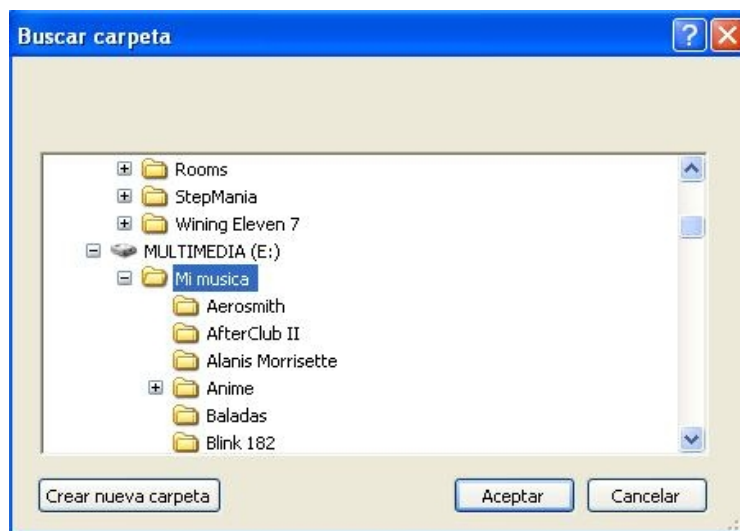 Buscar carpeta
Rooms
StepMania
Wining Eleven 7
MULTIMEDIA (E:)
Mi musica
Aerosmith
AfterClub II
Alanis Morrisette
Anime
Baladas
Blink 182
Crear nueva carpeta Aceptar Cancelar